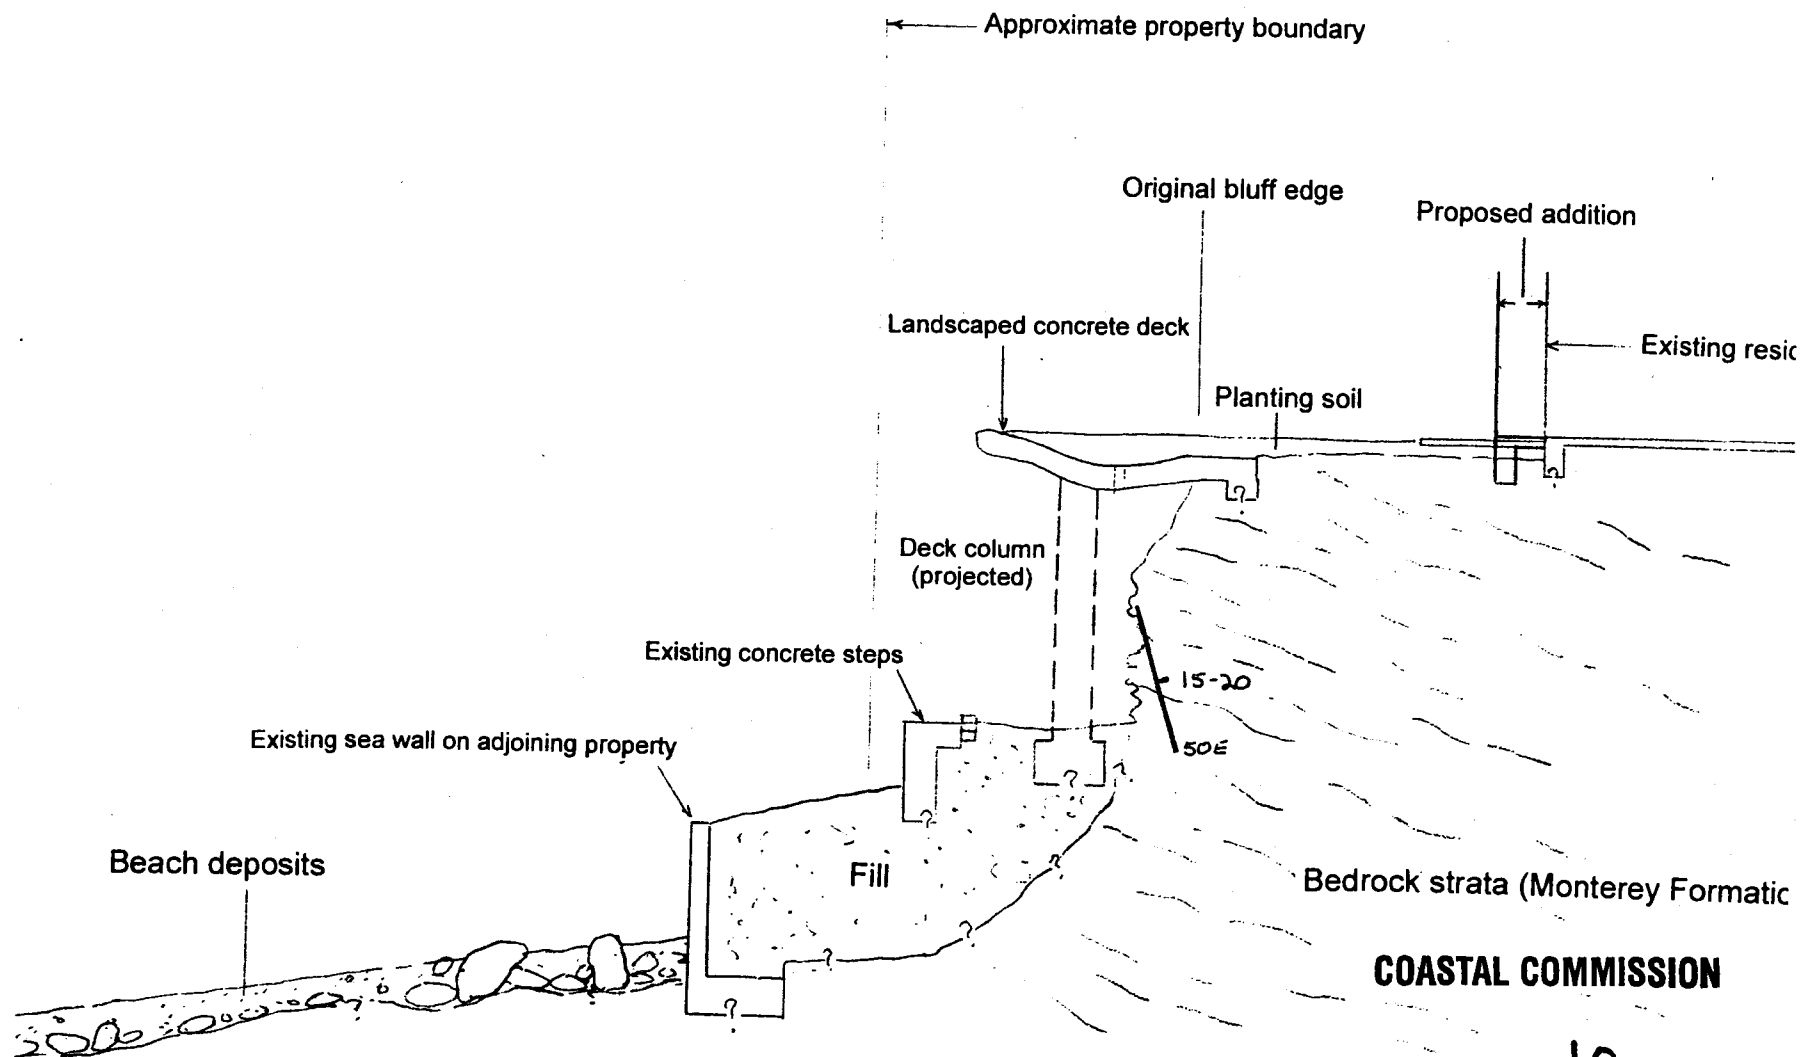 Approximate property boundary
Original bluff edge
Proposed addition
Landscaped concrete deck
Existing resic
Planting soil
?
?
Deck column
(projected)
Existing concrete steps
15-20
50E
Existing sea wall on adjoining property
?
?
?
Beach deposits
Fill
?
Bedrock strata (Monterey Formatic
?
?
COASTAL COMMISSION
?
?
?